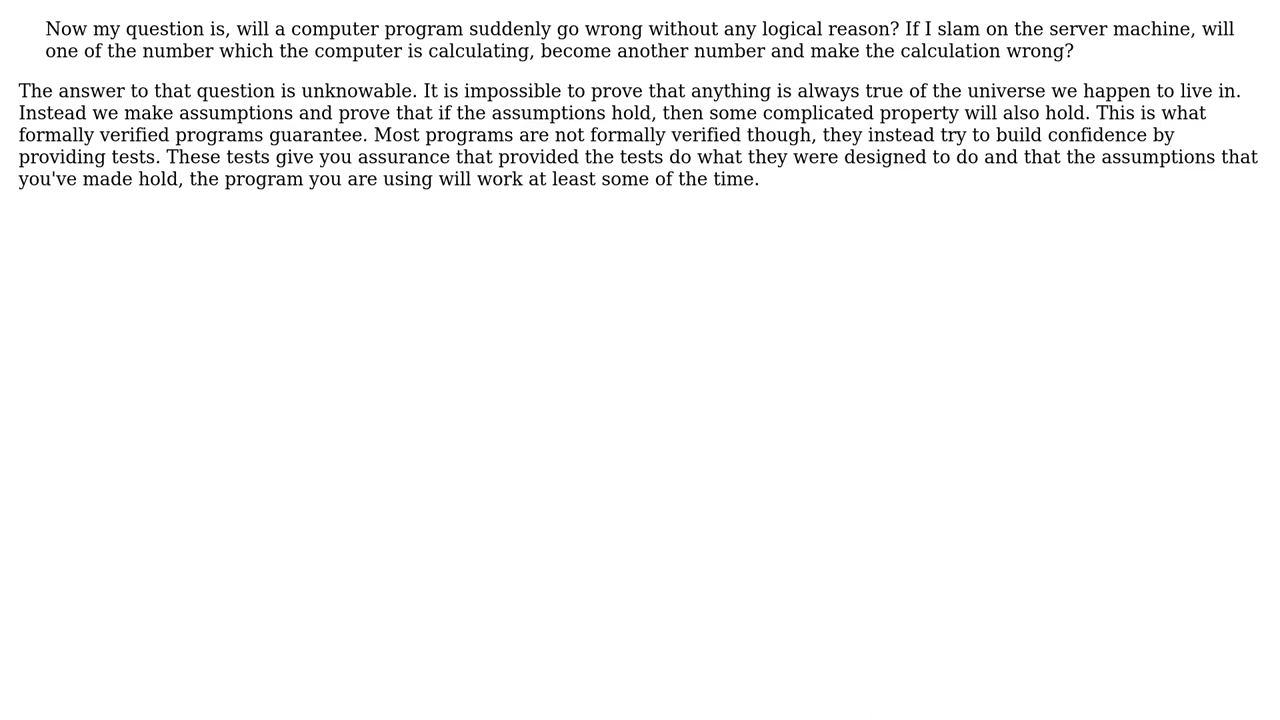 Now my question is, will a computer program suddenly go wrong without any logical reason? If I slam on the server machine, will
one of the number which the computer is calculating, become another number and make the calculation wrong?
The answer to that question is unknowable. It is impossible to prove that anything is always true of the universe we happen to live in.
Instead we make assumptions and prove that if the assumptions hold, then some complicated property will also hold. This is what
formally verified programs guarantee. Most programs are not formally verified though, they instead try to build confidence by
providing tests. These tests give you assurance that provided the tests do what they were designed to do and that the assumptions that
you've made hold, the program you are using will work at least some of the time.